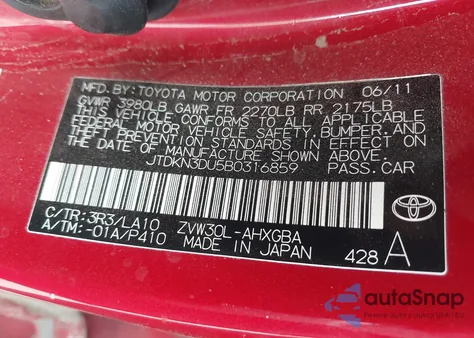 MFD. BY: TOYOTA MOTOR CORPORATION 06/11
GVWR 3980LB GAWR FR 2270LB RR 2175LB
THIS VEHICLE CONFORMS TO ALL APPLICABLE
FEDERAL MOTOR VEHICLE SAFETY, BUMPER, AND
THEFT PREVENTION STANDARDS IN EFFECT ON
THE DATE OF MANUFACTURE SHOWN ABOVE.
JTDKN3DU5B0316859 PASS. CAR
C/TR: 3R3/LA10 ZVW30L-AHXGBA
A/TM: -01A/P410 MADE IN JAPAN
TOYOTA
428 A
autoSnap